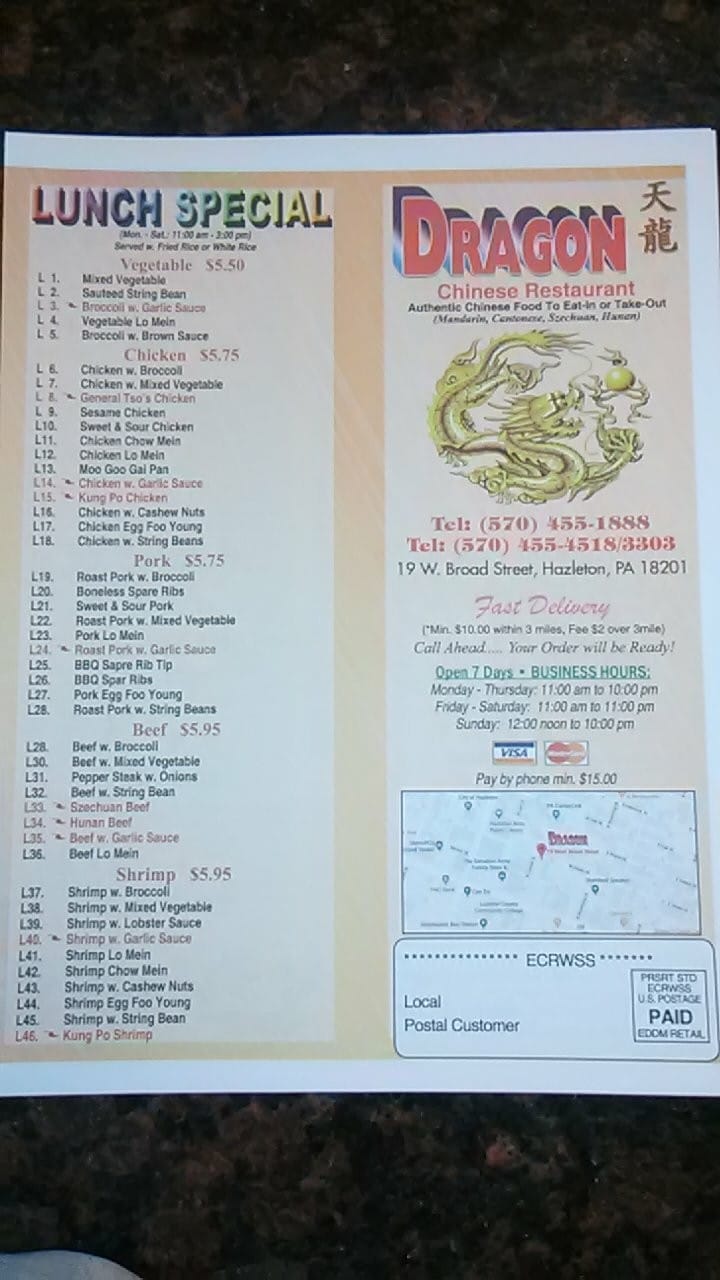 LUNCH SPECIAL
(Mon. - Sat.: 11:00 am - 3:00 pm)
Served w. Fried Rice or White Rice
Vegetable $5.50
L 1. Mixed Vegetable
L 2. Sauteed String Bean
L 3. Broccoli w. Garlic Sauce
L 4. Vegetable Lo Mein
L 5. Broccoli w. Brown Sauce
Chicken $5.75
L 6. Chicken w. Broccoli
L 7. Chicken w. Mixed Vegetable
L 8. General Tso's Chicken
L 9. Sesame Chicken
L10. Sweet & Sour Chicken
L11. Chicken Chow Mein
L12. Chicken Lo Mein
L13. Moo Goo Gai Pan
L14. Chicken w. Garlic Sauce
L15. Kung Po Chicken
L16. Chicken w. Cashew Nuts
L17. Chicken Egg Foo Young
L18. Chicken w. String Beans
Pork $5.75
L19. Roast Pork w. Broccoli
L20. Boneless Spare Ribs
L21. Sweet & Sour Pork
L22. Roast Pork w. Mixed Vegetable
L23. Pork Lo Mein
L24. Roast Pork w. Garlic Sauce
L25. BBQ Sapre Rib Tip
L26. BBQ Spar Ribs
L27. Pork Egg Foo Young
L28. Roast Pork w. String Beans
Beef $5.95
L28. Beef w. Broccoli
L30. Beef w. Mixed Vegetable
L31. Pepper Steak w. Onions
L32. Beef w. String Bean
L33. Szechuan Beef
L34. Hunan Beef
L35. Beef w. Garlic Sauce
L36. Beef Lo Mein
Shrimp $5.95
L37. Shrimp w. Broccoli
L38. Shrimp w. Mixed Vegetable
L39. Shrimp w. Lobster Sauce
L40. Shrimp w. Garlic Sauce
L41. Shrimp Lo Mein
L42. Shrimp Chow Mein
L43. Shrimp w. Cashew Nuts
L44. Shrimp Egg Foo Young
L45. Shrimp w. String Bean
L46. Kung Po Shrimp
DRAGON
天龍
Chinese Restaurant
Authentic Chinese Food To Eat-In or Take-Out
(Mandarin, Cantonese, Szechuan, Hunan)
Tel: (570) 455-1888
Tel: (570) 455-4518/3303
19 W. Broad Street, Hazleton, PA 18201
Fast Delivery
(*Min. $10.00 within 3 miles, Fee $2 over 3mile)
Call Ahead..... Your Order will be Ready!
Open 7 Days • BUSINESS HOURS:
Monday - Thursday: 11:00 am to 10:00 pm
Friday - Saturday: 11:00 am to 11:00 pm
Sunday: 12:00 noon to 10:00 pm
VISA MasterCard
Pay by phone min. $15.00
DRAGON
ECRWSS
Local
Postal Customer
PRSRT STD
ECRWSS
U.S. POSTAGE
PAID
EDDM RETAIL